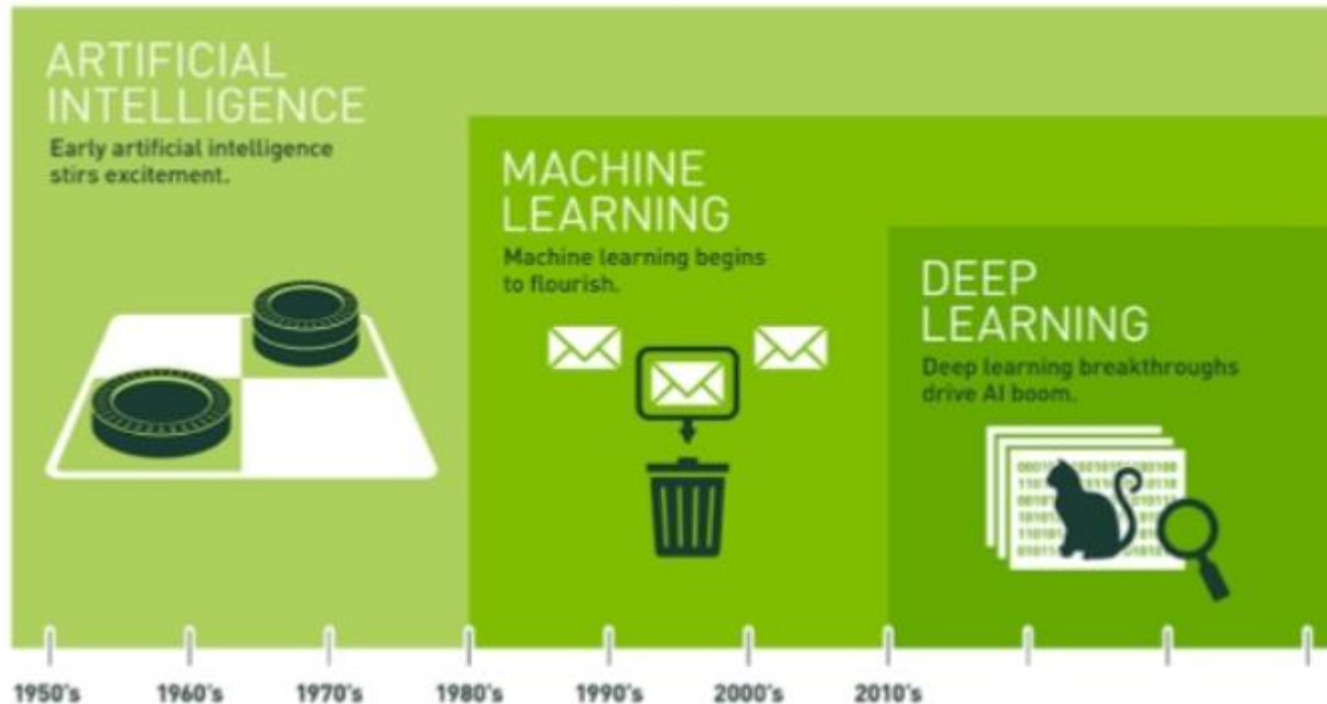 ARTIFICIAL
INTELLIGENCE
Early artificial intelligence
stirs excitement.
MACHINE
LEARNING
Machine learning begins
to flourish.
DEEP
LEARNING
Deep learning breakthroughs
drive AI boom.
1950's 1960's 1970's 1980's 1990's 2000's 2010's